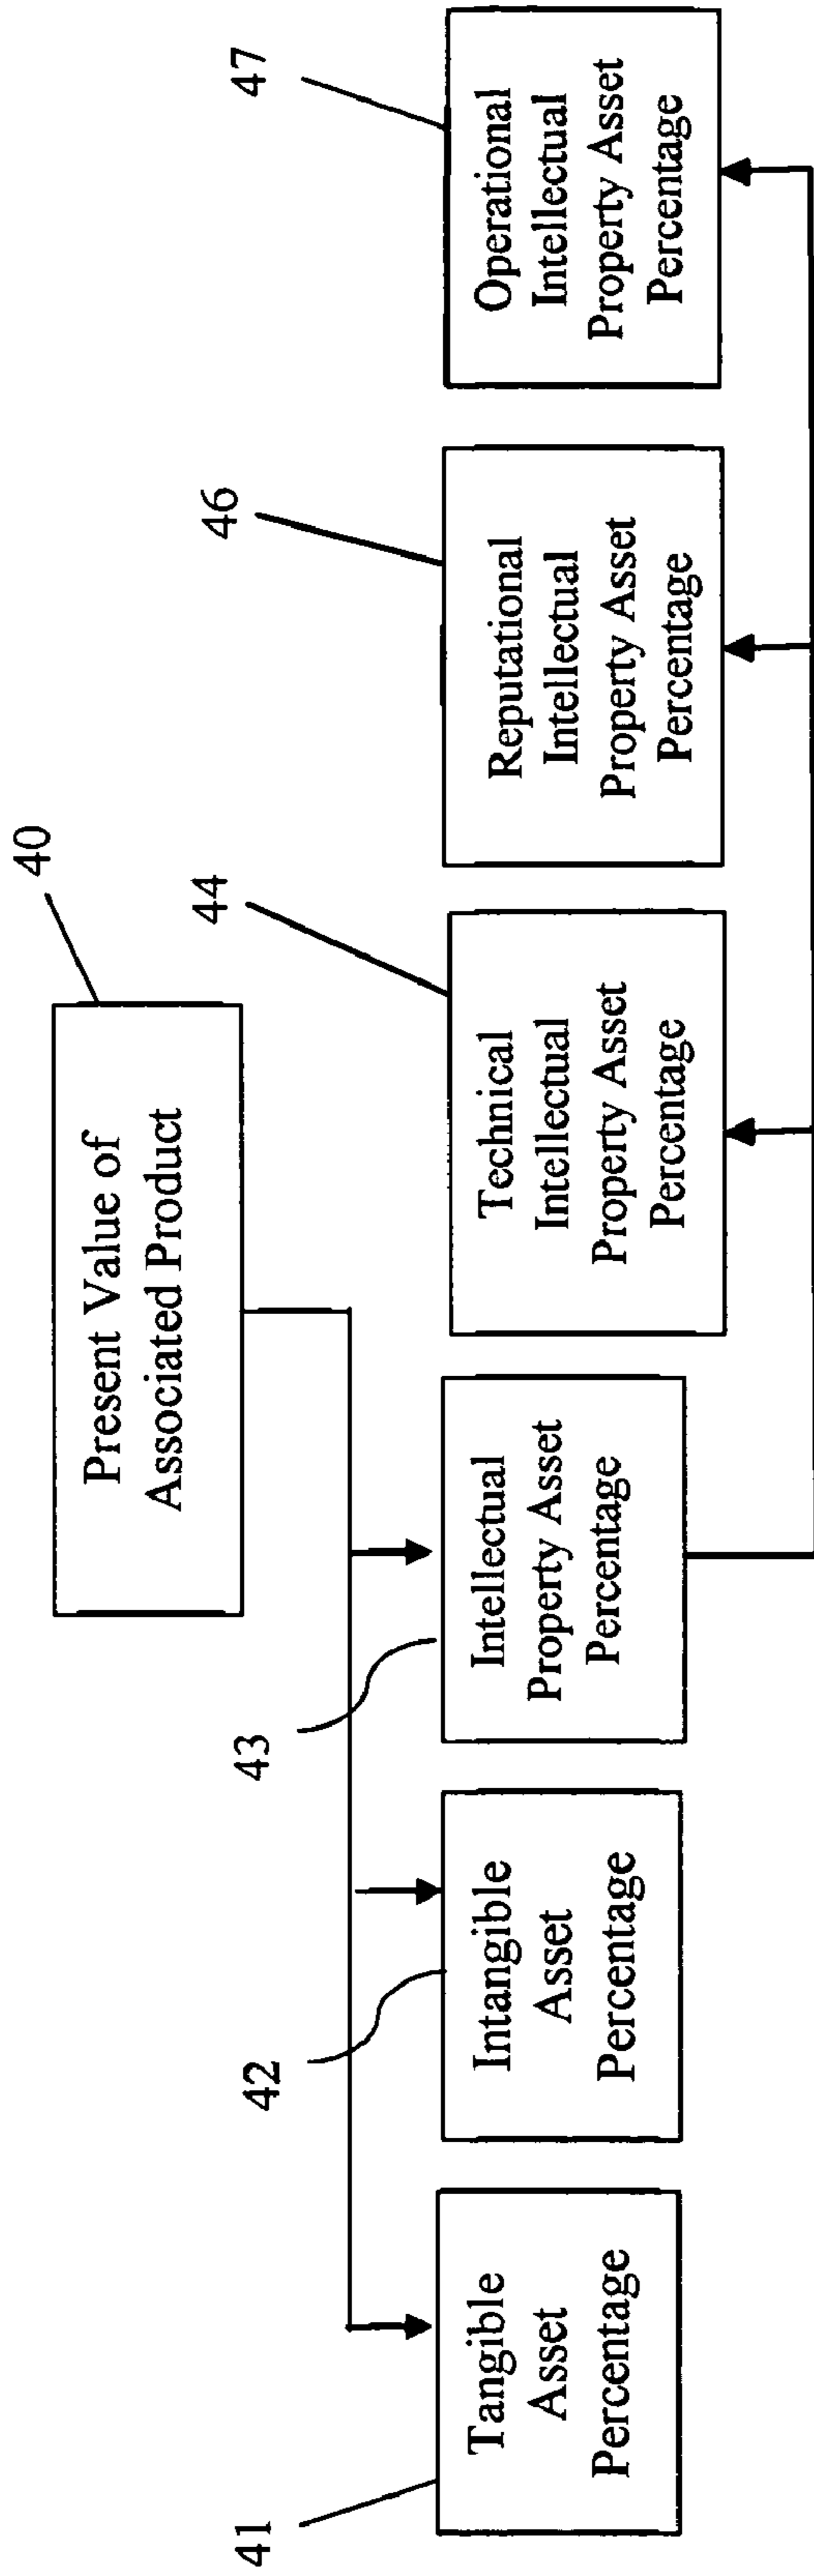 40
Present Value of
Associated Product
41
Tangible
Asset
Percentage
42
Intangible
Asset
Percentage
43
Intellectual
Property Asset
Percentage
44
Technical
Intellectual
Property Asset
Percentage
46
Reputational
Intellectual
Property Asset
Percentage
47
Operational
Intellectual
Property Asset
Percentage